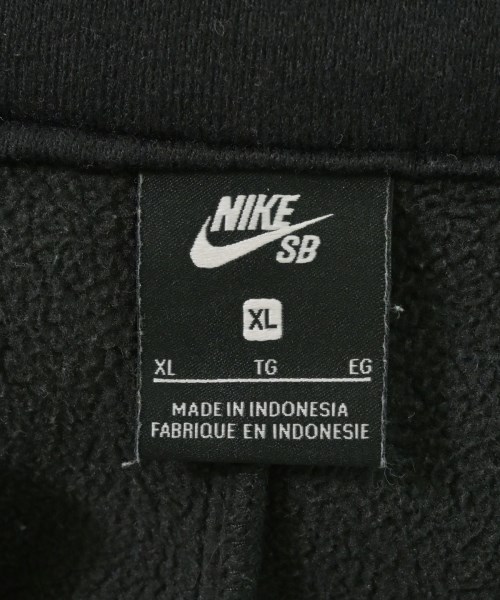 NIKE
SB
XL
XL TG EG
MADE IN INDONESIA
FABRIQUE EN INDONESIE